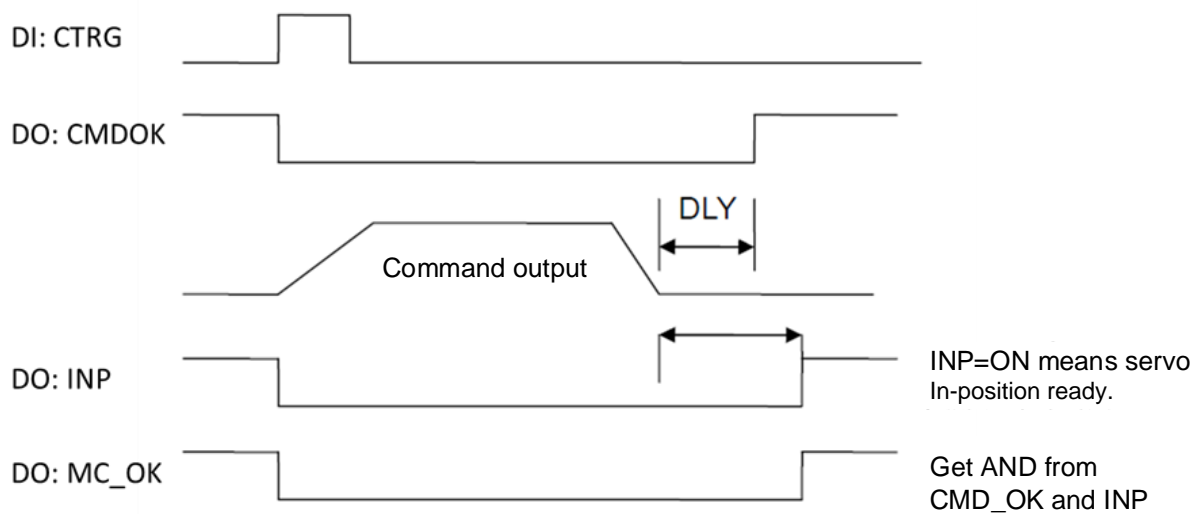 DI: CTRG
DO: CMDOK
DLY
Command output
DO: INP
INP=ON means servo
In-position ready.
DO: MC_OK
Get AND from
CMD_OK and INP